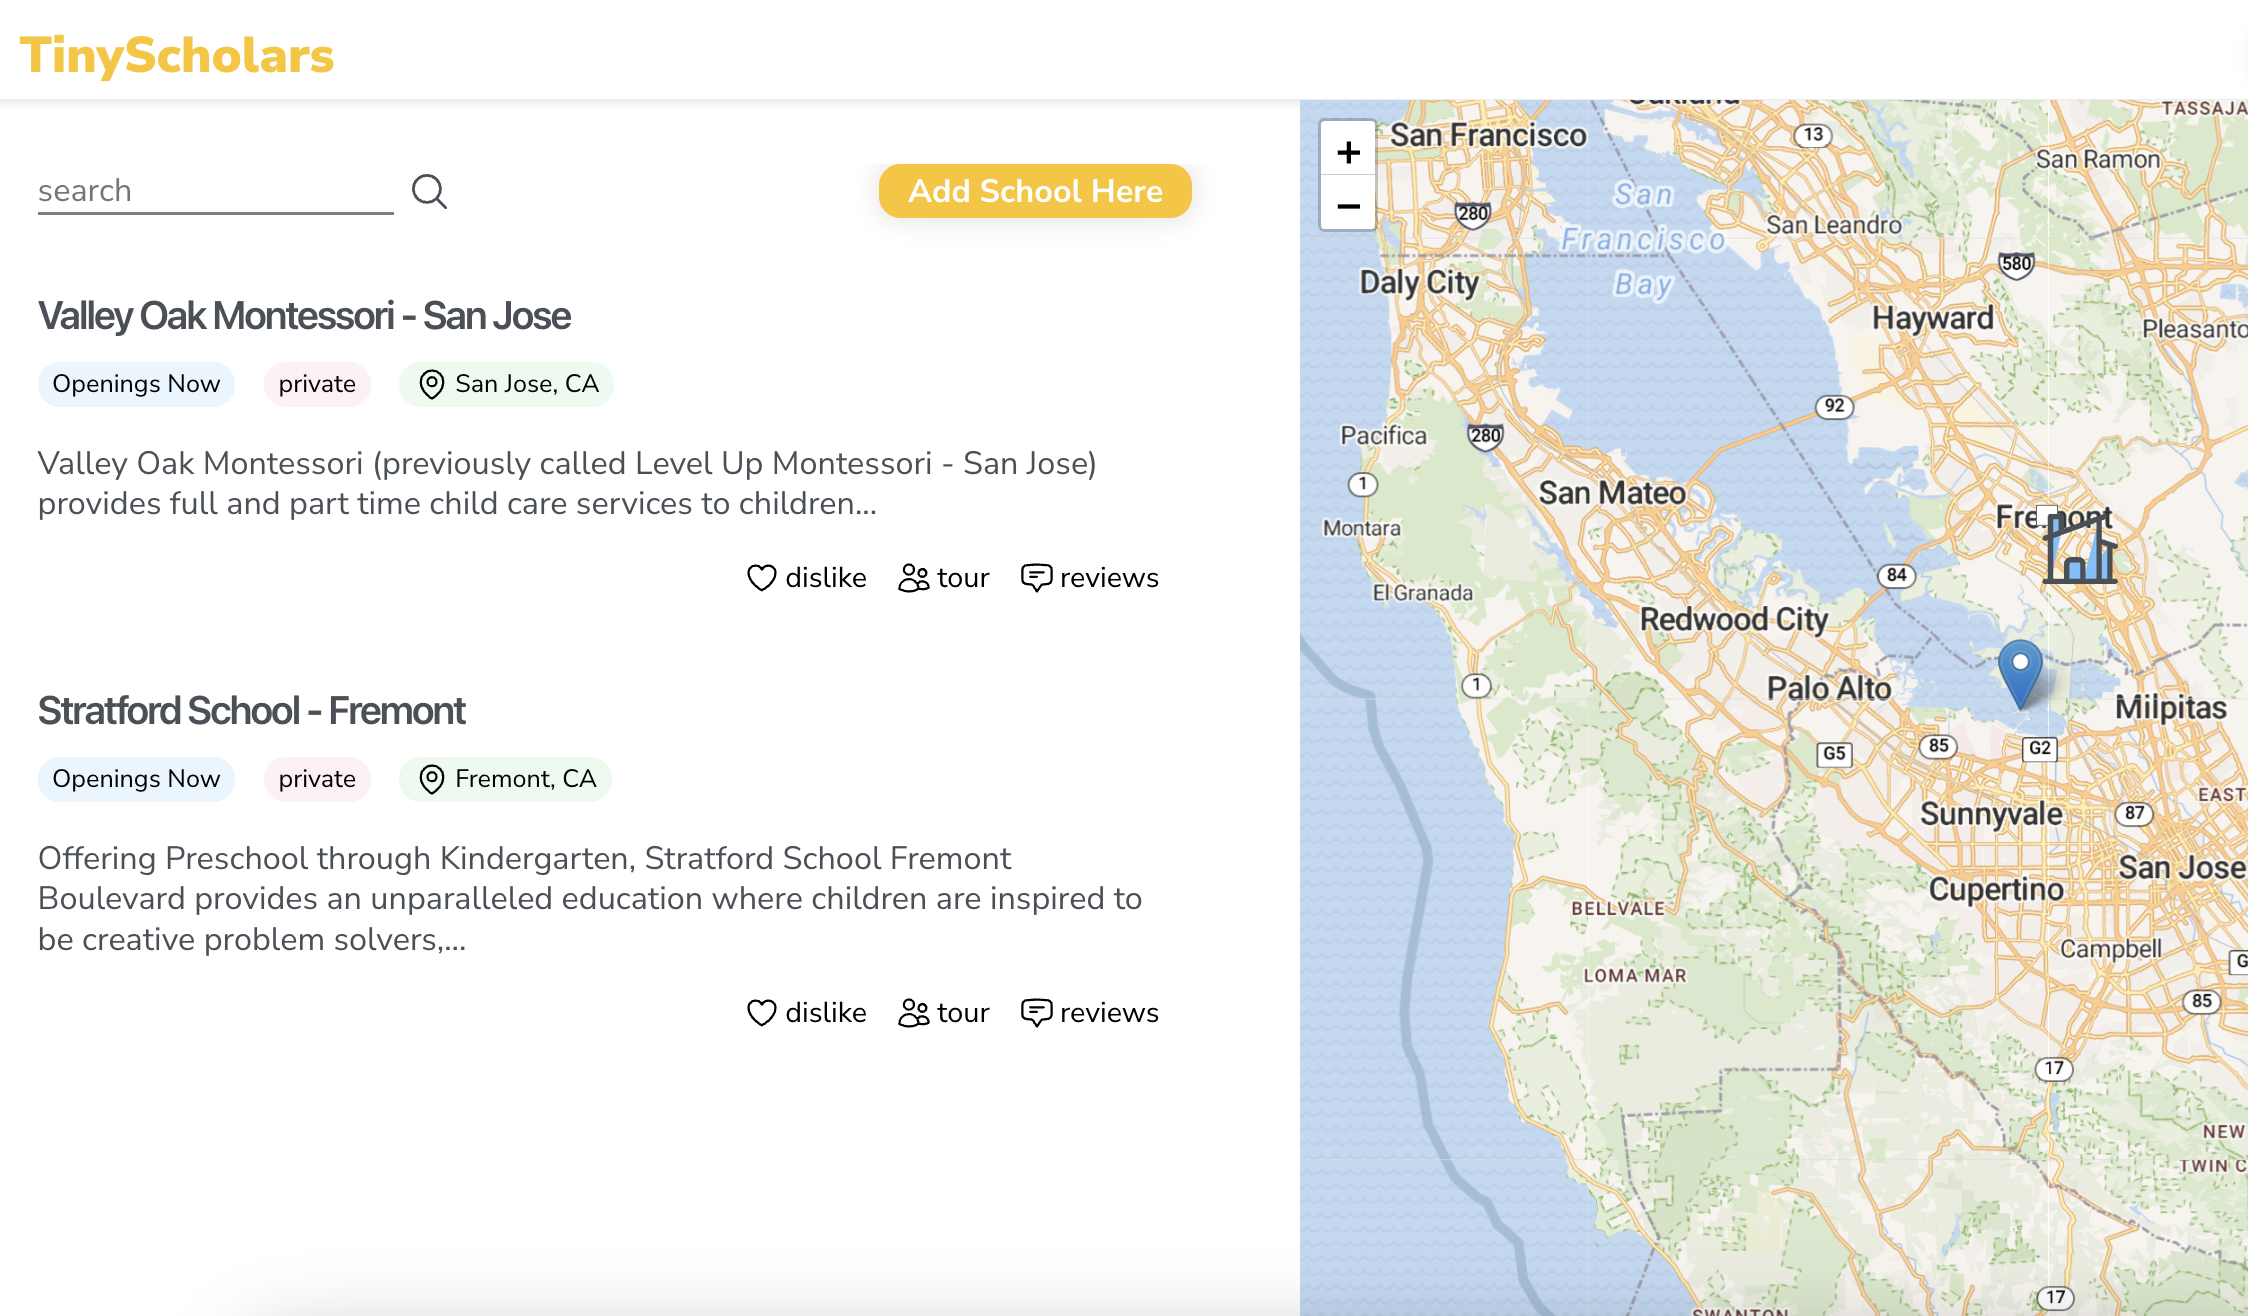 TinyScholars
search
Add School Here
Valley Oak Montessori - San Jose
Openings Now
private
San Jose, CA
Valley Oak Montessori (previously called Level Up Montessori - San Jose)
provides full and part time child care services to children...
dislike
tour
reviews
Stratford School - Fremont
Openings Now
private
Fremont, CA
Offering Preschool through Kindergarten, Stratford School Fremont
Boulevard provides an unparalleled education where children are inspired to
be creative problem solvers,...
dislike
tour
reviews
+
−
Oakland
TASSAJA
San Francisco
13
San Ramon
San
Francisco
Bay
280
San Leandro
580
Daly City
Hayward
Pleasanto
92
Pacifica
280
1
San Mateo
Fremont
Montara
84
El Granada
Redwood City
1
Palo Alto
Milpitas
G5
85
G2
EAST
Sunnyvale
87
San Jose
Cupertino
BELLVALE
Campbell
G
LOMA MAR
85
17
NEW
TWIN C
17
SWANTON